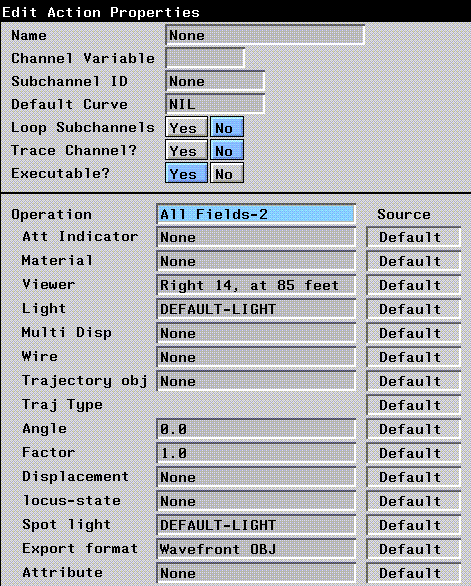 Edit Action Properties
Name None
Channel Variable
Subchannel ID None
Default Curve NIL
Loop Subchannels Yes No
Trace Channel? Yes No
Executable? Yes No
Operation All Fields-2 Source
Att Indicator None Default
Material None Default
Viewer Right 14, at 85 feet Default
Light DEFAULT-LIGHT Default
Multi Disp None Default
Wire None Default
Trajectory obj None Default
Traj Type Default
Angle 0.0 Default
Factor 1.0 Default
Displacement None Default
locus-state None Default
Spot light DEFAULT-LIGHT Default
Export format Wavefront OBJ Default
Attribute None Default